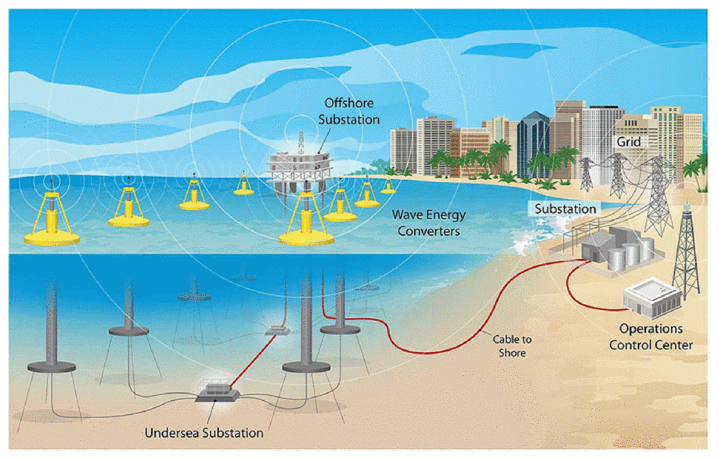 Offshore
Substation
Grid
Substation
Wave Energy
Converters
Operations
Control Center
Cable to
Shore
Undersea Substation